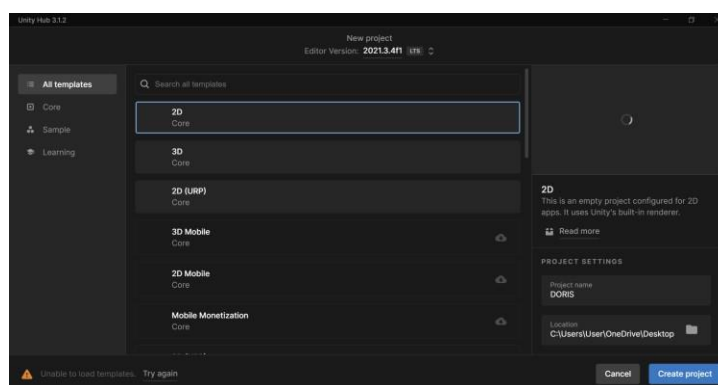 Unity Hub 3.1.2
New project
Editor Version: 2021.3.4f1 LTS
All templates
Core
Sample
Learning
Search all templates
2D
Core
3D
Core
2D (URP)
Core
3D Mobile
Core
2D Mobile
Core
Mobile Monetization
Core
2D
This is an empty project configured for 2D
apps. It uses Unity's built-in renderer.
Read more
PROJECT SETTINGS
Project name
DORIS
Location
C:\Users\User\OneDrive\Desktop
Unable to load templates. Try again
Cancel
Create project